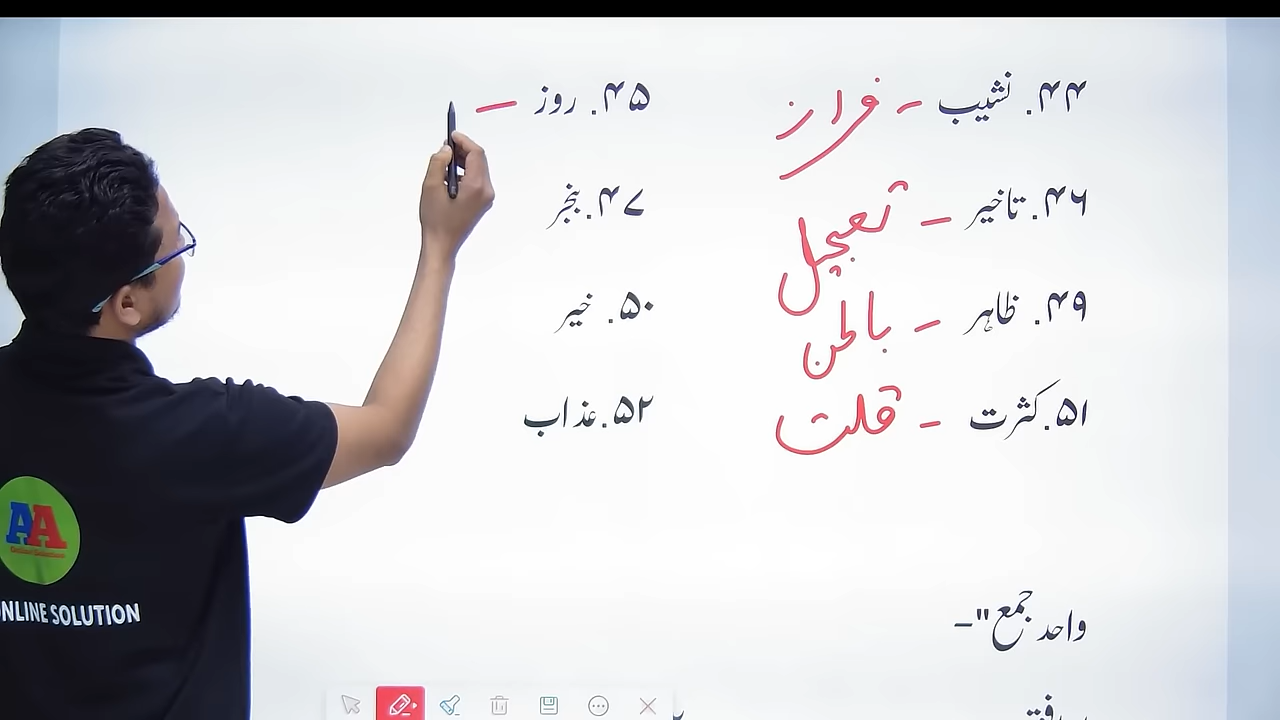 ۴۴. نشیب – فراز ۴۵. روز –
۴۶. تاخیر – تعجیل ۴۷. بنجر
۴۹. ظاہر – باطن ۵۰. خیر
۵۱. کثرت – قلت ۵۲. عذاب
واحد جمع"-
AA
ONLINE SOLUTION